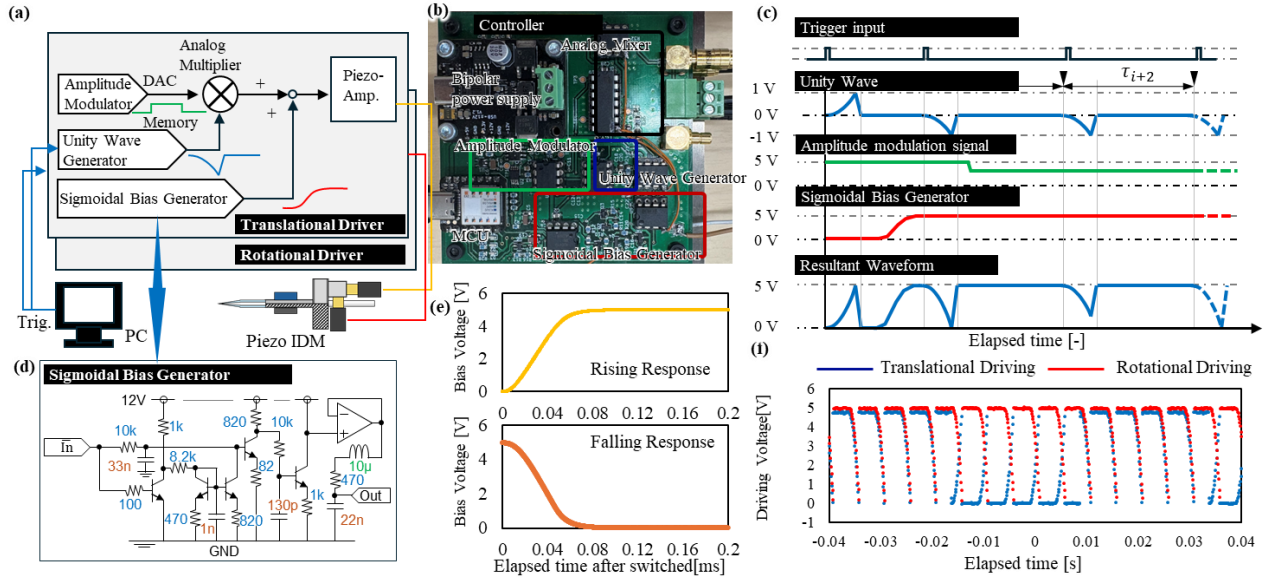 (a)
Analog
Multiplier
Amplitude
Modulator
DAC
Memory
+
+
Piezo-
Amp.
Unity Wave
Generator
Sigmoidal Bias Generator
Translational Driver
Rotational Driver
Trig.
PC
Piezo IDM
(b)
Controller
Analog Mixer
Bipolar
power supply
Amplitude Modulator
Unity Wave Generator
MCU
Sigmoidal Bias Generator
(c)
Trigger input
Unity Wave
τi+2
1 V
0 V
-1 V
Amplitude modulation signal
5 V
0 V
Sigmoidal Bias Generator
5 V
0 V
Resultant Waveform
5 V
0 V
Elapsed time [-]
(d)
Sigmoidal Bias Generator
12V
In
10k
33n
100
1k
8.2k
470
1n
820
820
82
10k
130p
1k
-
+
10μ
470
Out
22n
GND
(e)
Bias Voltage [V]
6
4
2
0
Rising Response
Bias Voltage [V]
6
4
2
0
Falling Response
0 0.04 0.08 0.12 0.16 0.2
Elapsed time after switched[ms]
(f)
Translational Driving Rotational Driving
Driving Voltage[V]
6
5
4
3
2
1
0
-1
-0.04 -0.03 -0.02 -0.01 0 0.01 0.02 0.03 0.04
Elapsed time [s]